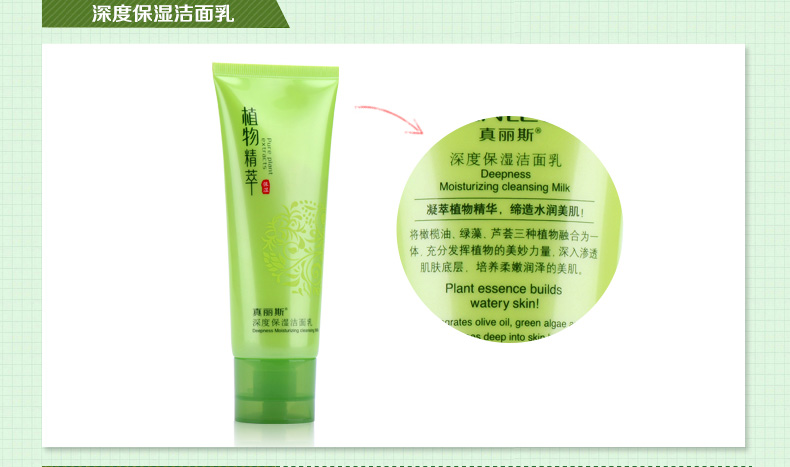 深度保湿洁面乳
植物精萃
Pure plant
extracts
保湿
真丽斯®
深度保湿洁面乳
Deepness Moisturizing cleansing Milk
真丽斯®
深度保湿洁面乳
Deepness
Moisturizing cleansing Milk
凝萃植物精华，缔造水润美肌！
将橄榄油、绿藻、芦荟三种植物融合为一
体、充分发挥植物的美妙力量，深入渗透
肌肤底层、培养柔嫩润泽的美肌。
Plant essence builds
watery skin!
olive oil, green algae
deep into skin